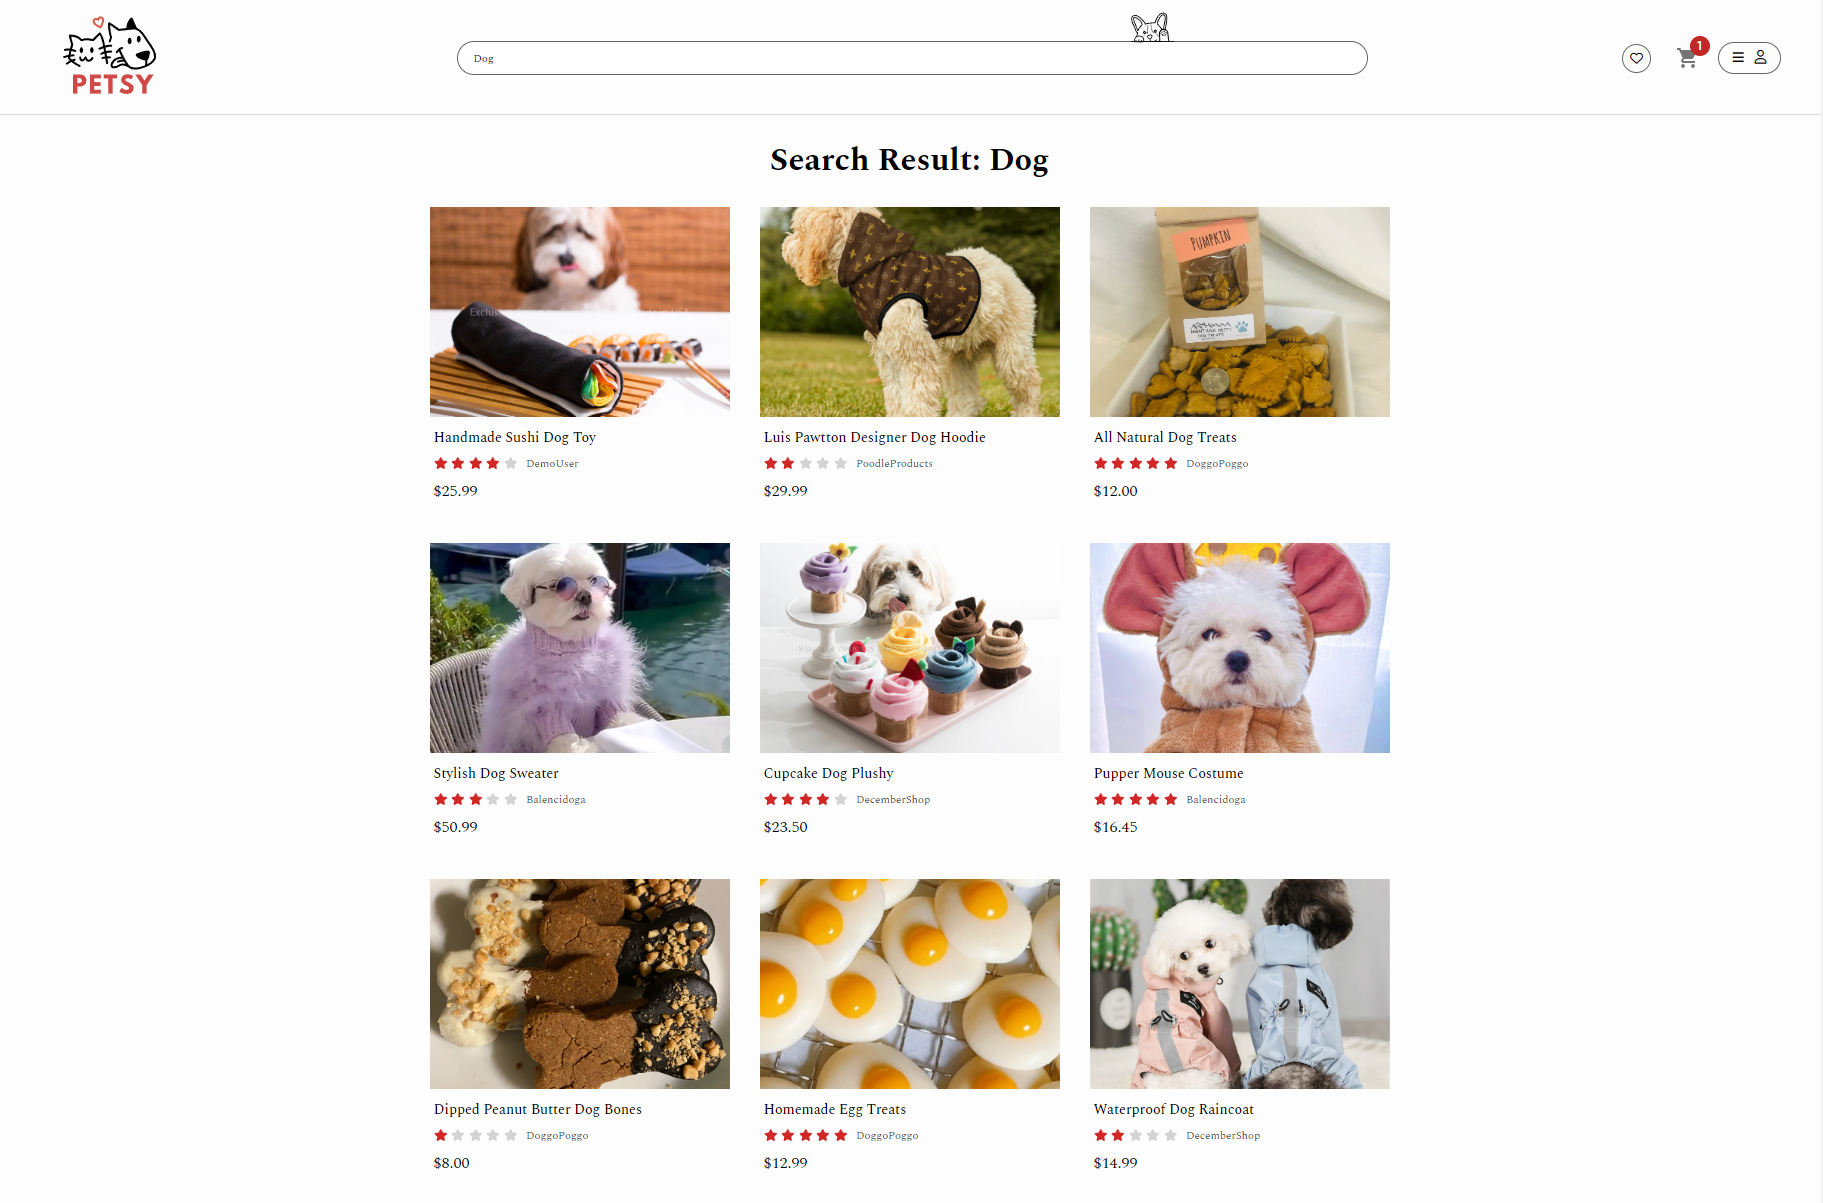 PETSY
Dog
1
Search Result: Dog
PUMPKIN
Handmade Sushi Dog Toy
DemoUser
$25.99
Luis Pawtton Designer Dog Hoodie
PoodleProducts
$29.99
All Natural Dog Treats
DoggoPoggo
$12.00
Stylish Dog Sweater
Balencidoga
$50.99
Cupcake Dog Plushy
DecemberShop
$23.50
Pupper Mouse Costume
Balencidoga
$16.45
Dipped Peanut Butter Dog Bones
DoggoPoggo
$8.00
Homemade Egg Treats
DoggoPoggo
$12.99
Waterproof Dog Raincoat
DecemberShop
$14.99